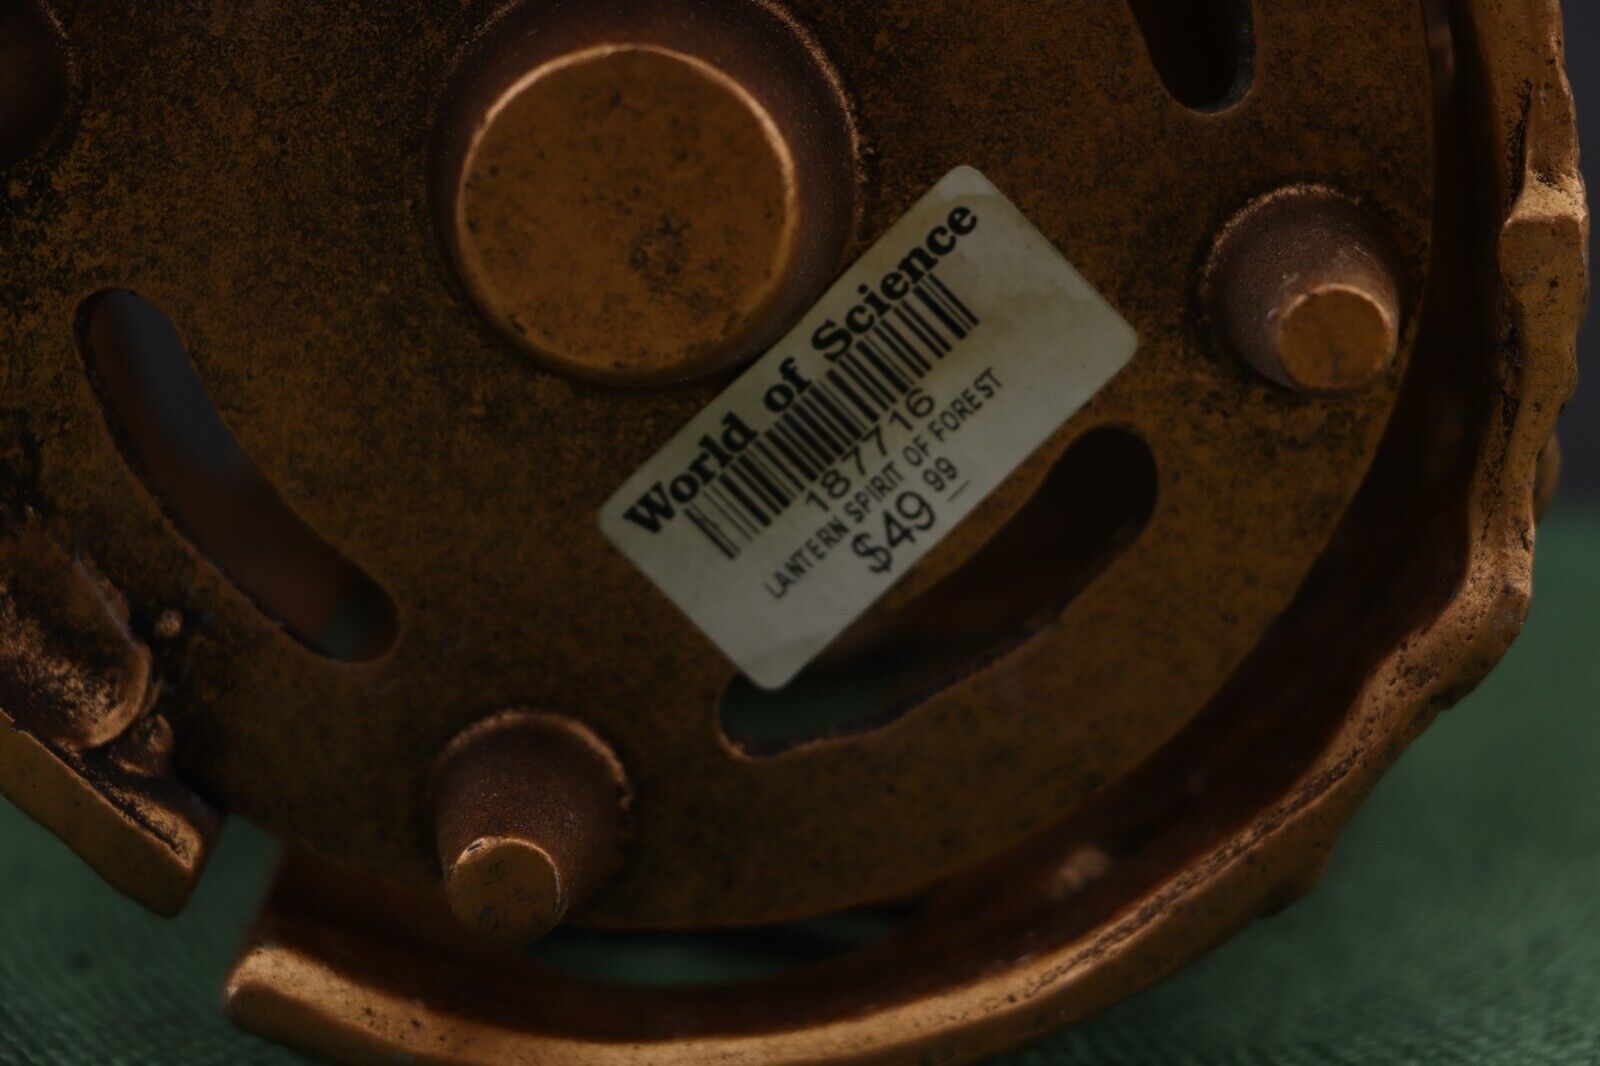 World of Science
187716
LANTERN SPIRIT OF FOREST
$49 99